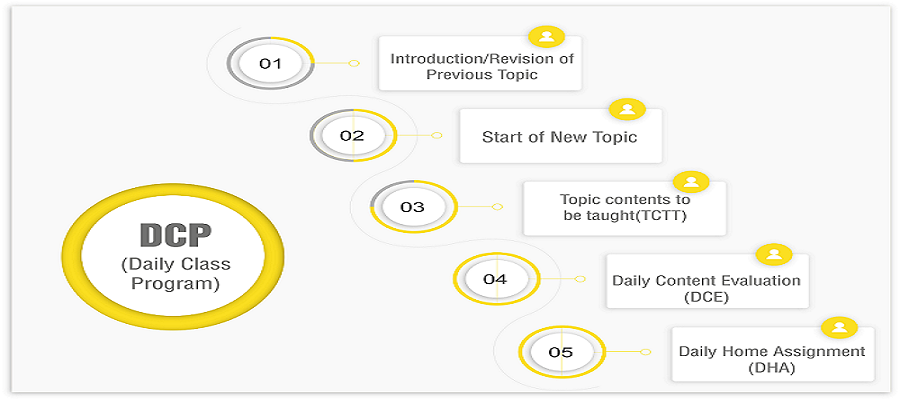 DCP
(Daily Class
Program)
01
Introduction/Revision of
Previous Topic
02
Start of New Topic
03
Topic contents to
be taught(TCTT)
04
Daily Content Evaluation
(DCE)
05
Daily Home Assignment
(DHA)